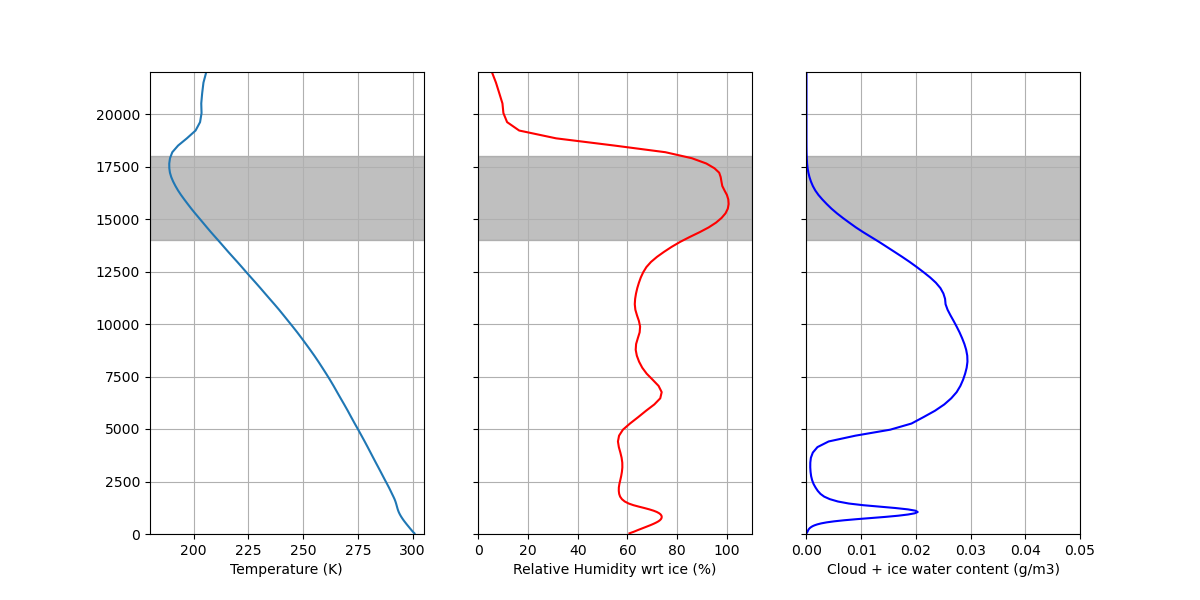 20000
17500
15000
12500
10000
7500
5000
2500
0
200 225 250 275 300
Temperature (K)
0 20 40 60 80 100
Relative Humidity wrt ice (%)
0.00 0.01 0.02 0.03 0.04 0.05
Cloud + ice water content (g/m3)